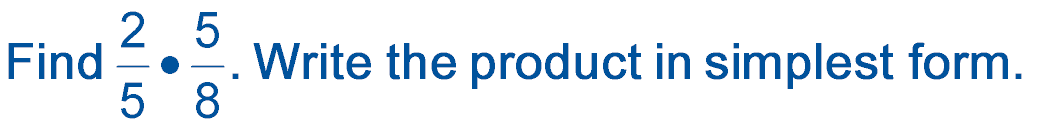 Find 2/5 • 5/8. Write the product in simplest form.